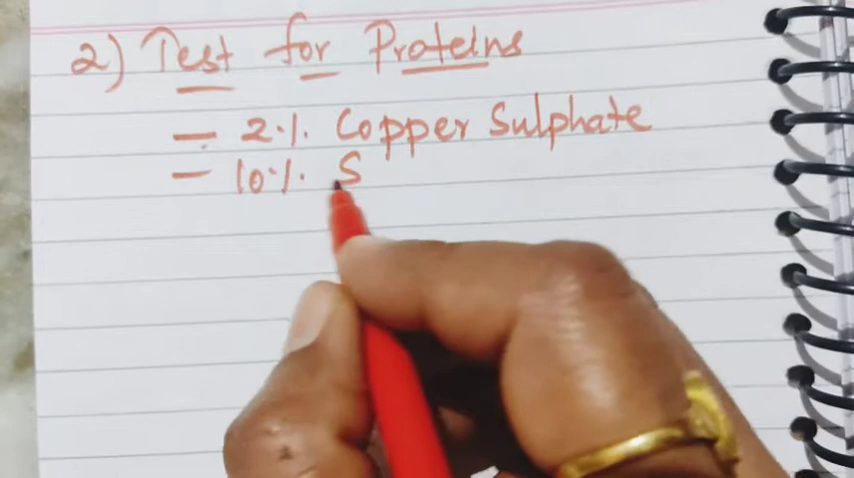 2) Test for Proteins
- 2% Copper Sulphate
- 10% S